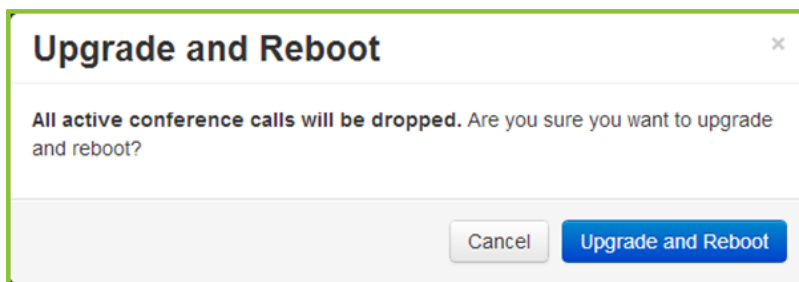 Upgrade and Reboot
×
All active conference calls will be dropped. Are you sure you want to upgrade
and reboot?
Cancel
Upgrade and Reboot